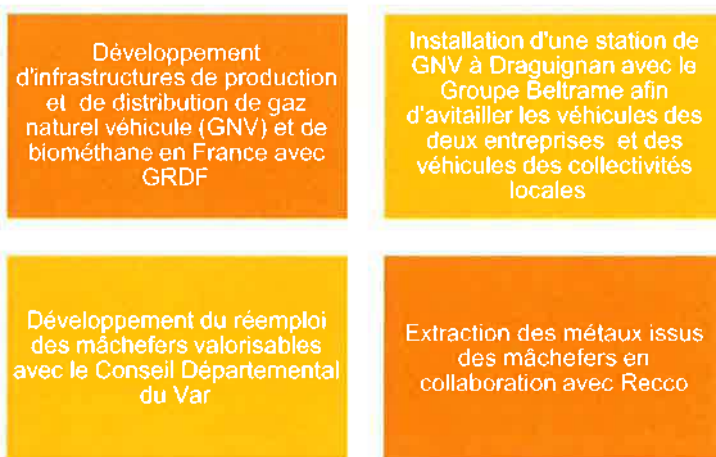 Développement
d'infrastructures de production
et de distribution de gaz
naturel véhicule (GNV) et de
biométhane en France avec
GRDF
Installation d'une station de
GNV à Draguignan avec le
Groupe Beltrame afin
d'avitailler les véhicules des
deux entreprises et des
véhicules des collectivités
locales
Développement du réemploi
des mâchefers valorisables
avec le Conseil Départemental
du Var
Extraction des métaux issus
des mâchefers en
collaboration avec Recco